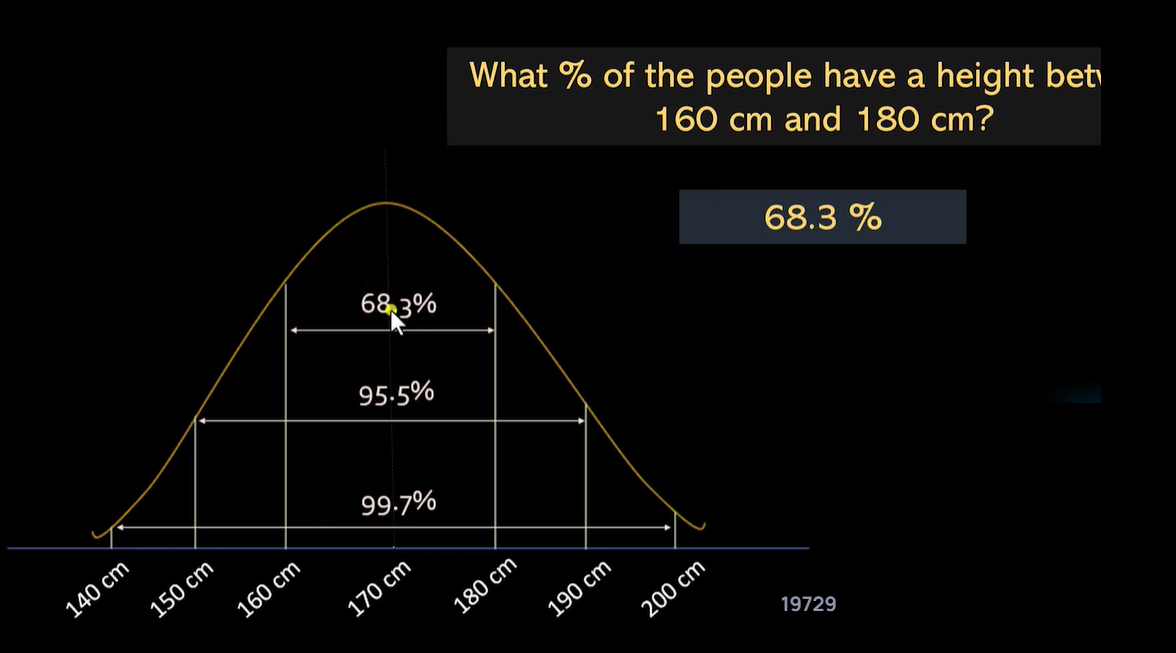 What % of the people have a height
160 cm and 180 cm?
68.3 %
68.3%
95.5%
99.7%
140 cm
150 cm
160 cm
170 cm
180 cm
190 cm
200 cm
19729